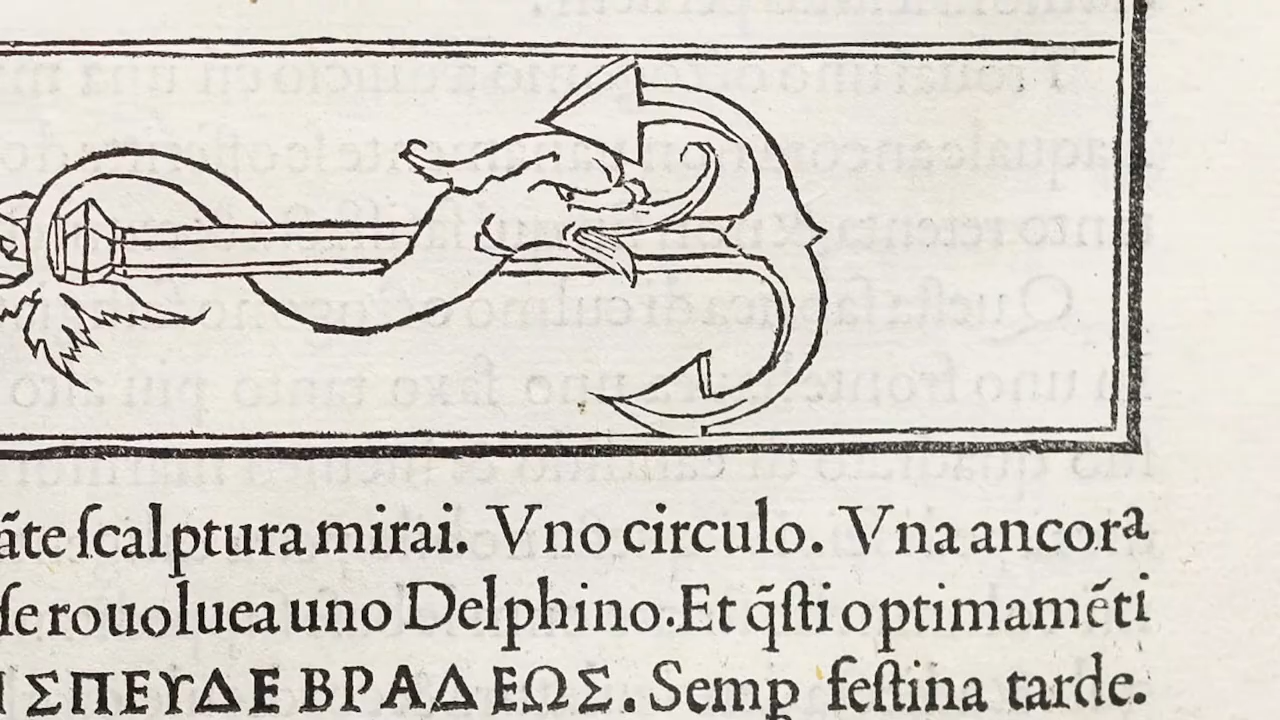 ãte ſcalptura mirai. Vno circulo. Vna ancora
ſe rouoluea uno Delphino. Et q̃ſti optimamẽti
ΣΠΕΥΔΕ ΒΡΑΔΕΩΣ. Semp feſtina tarde.